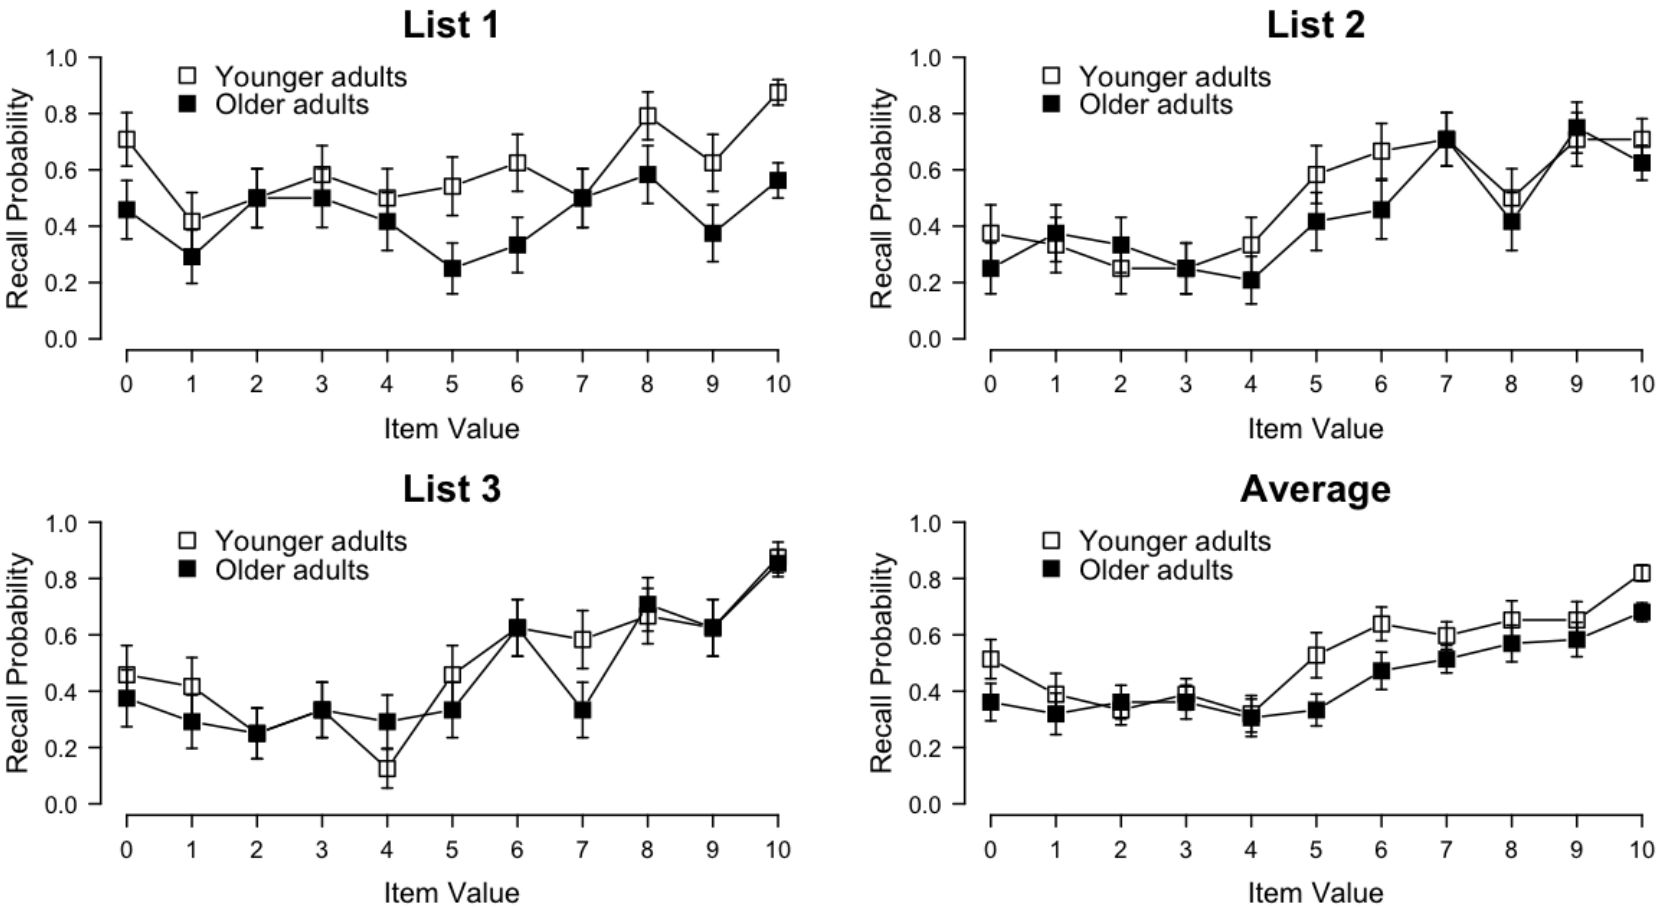 List 1
Younger adults
Older adults
Recall Probability
1.0
0.8
0.6
0.4
0.2
0.0
0 1 2 3 4 5 6 7 8 9 10
Item Value
List 2
Younger adults
Older adults
Recall Probability
1.0
0.8
0.6
0.4
0.2
0.0
0 1 2 3 4 5 6 7 8 9 10
Item Value
List 3
Younger adults
Older adults
Recall Probability
1.0
0.8
0.6
0.4
0.2
0.0
0 1 2 3 4 5 6 7 8 9 10
Item Value
Average
Younger adults
Older adults
Recall Probability
1.0
0.8
0.6
0.4
0.2
0.0
0 1 2 3 4 5 6 7 8 9 10
Item Value